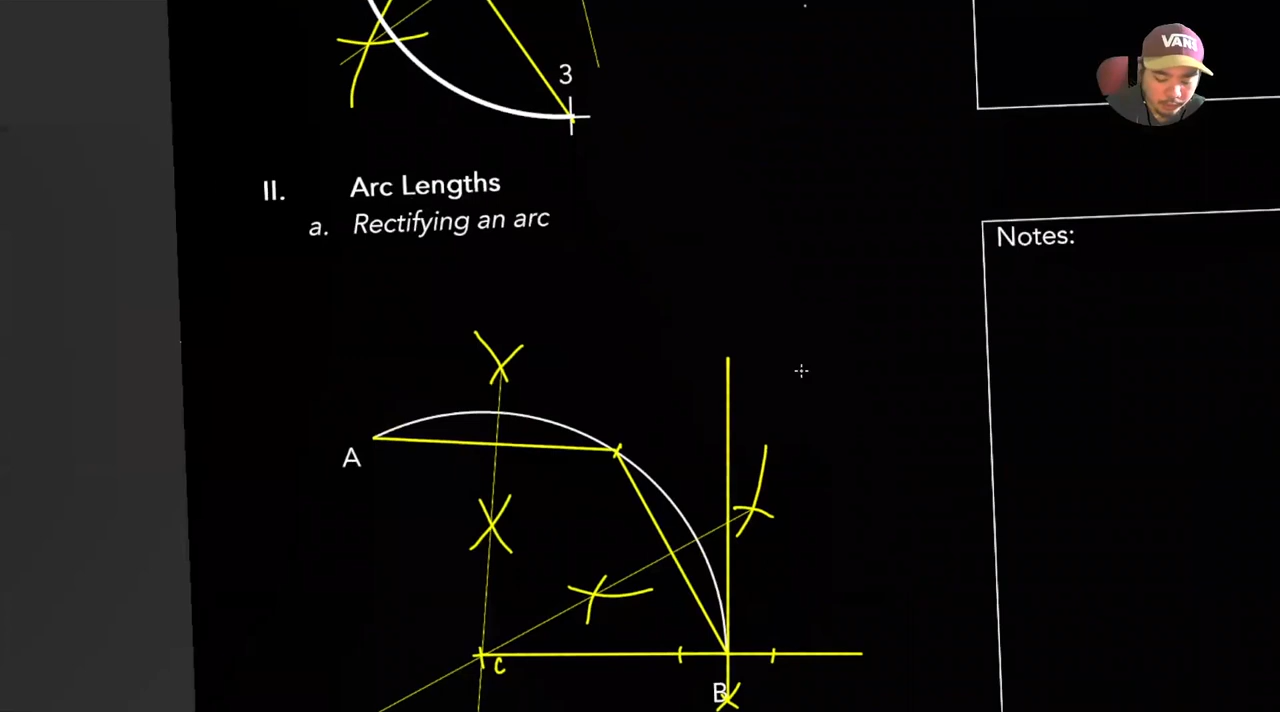 VANS
3
II. Arc Lengths
a. Rectifying an arc
Notes:
A
C
B